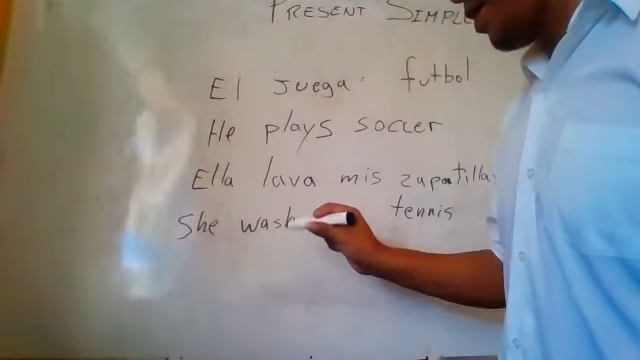 PRESENT SIMPLE
El juega futbol
He plays soccer
Ella lava mis zapatillas
She wash tennis